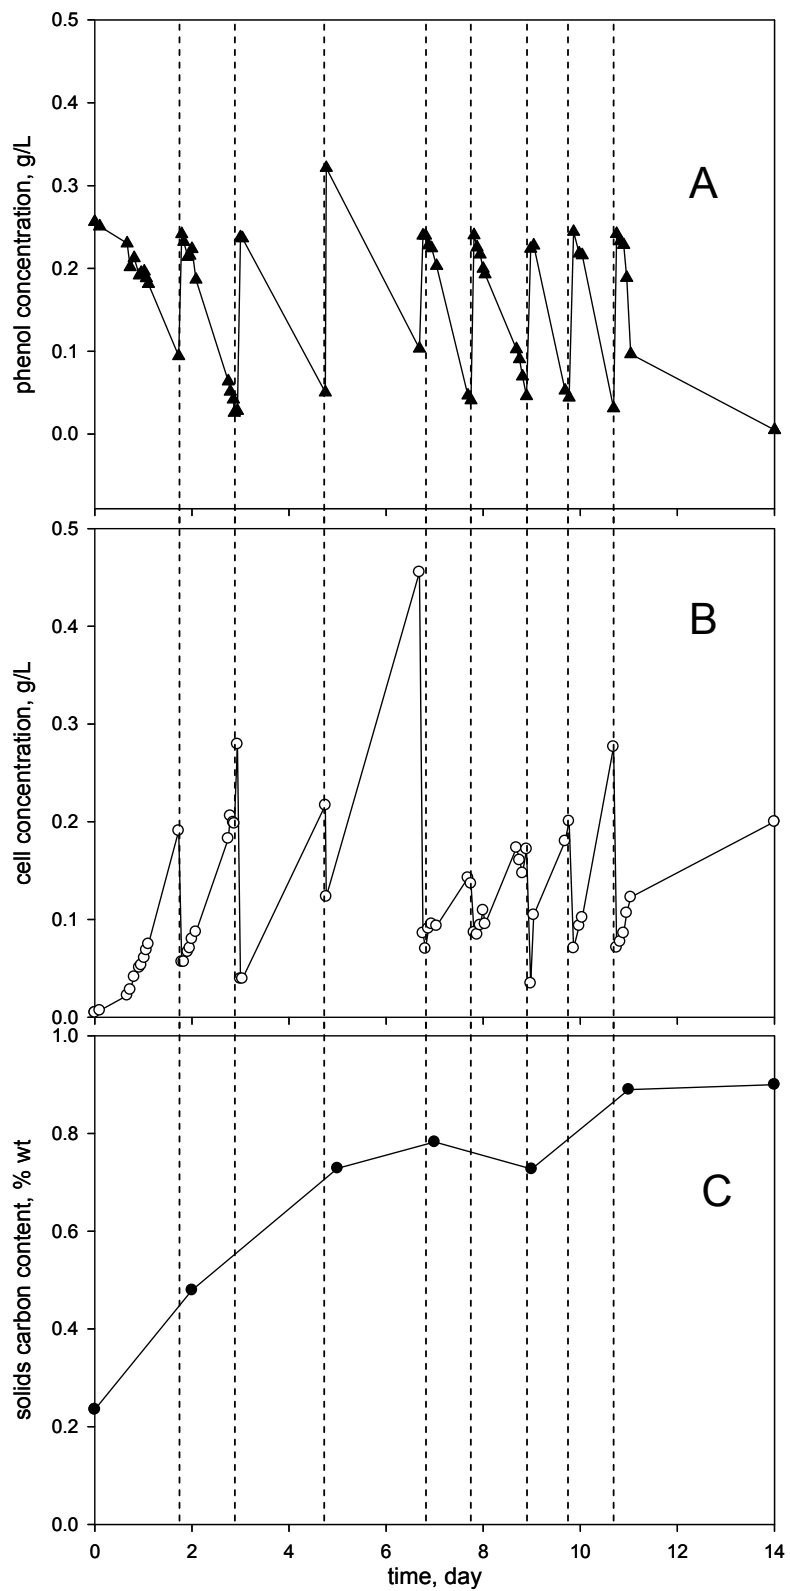 0.5
0.4
0.3
0.2
0.1
0.0
phenol concentration, g/L
A
0.5
0.4
0.3
0.2
0.1
0.0
cell concentration, g/L
B
1.0
0.8
0.6
0.4
0.2
0.0
solids carbon content, % wt
C
0 2 4 6 8 10 12 14
time, day